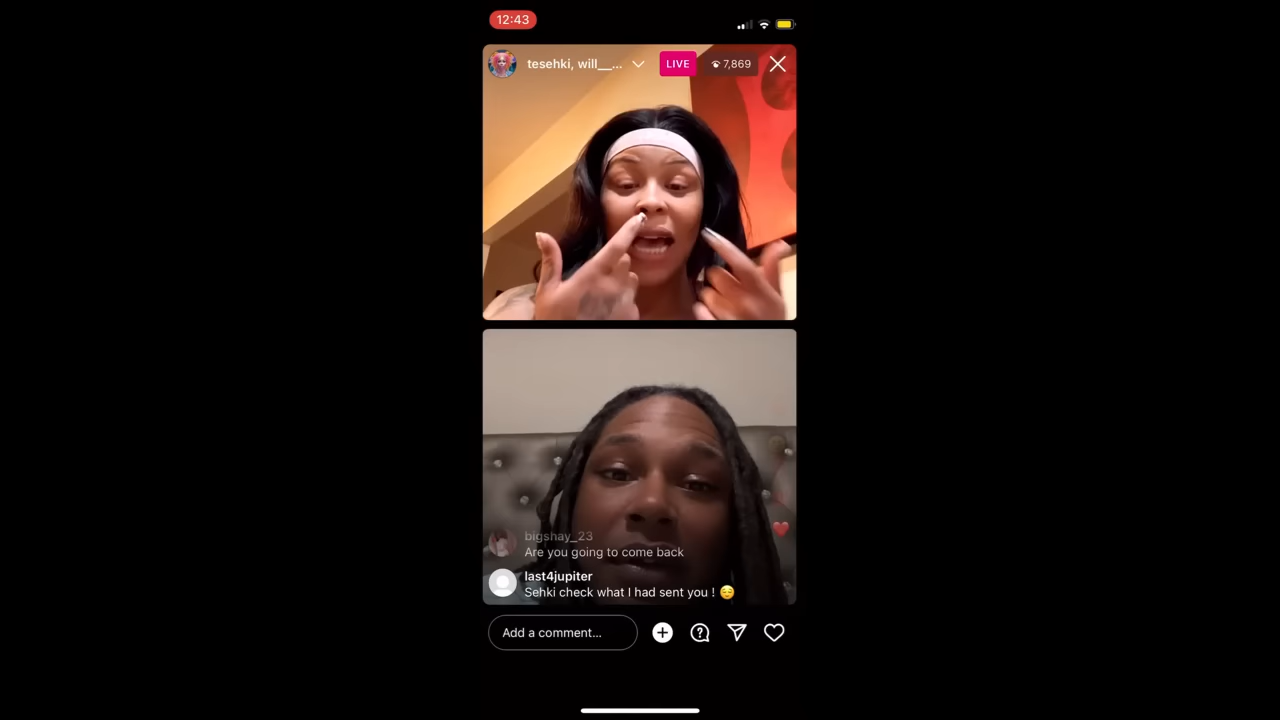 12:43
tesehki, will__... LIVE 7,869
bigshay_23
Are you going to come back
last4jupiter
Sehki check what I had sent you ! 😌
Add a comment...